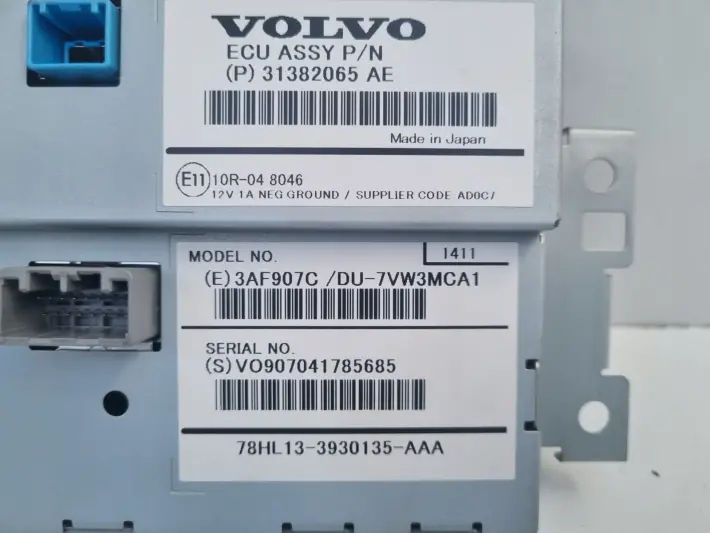 VOLVO
ECU ASSY P/N
(P) 31382065 AE
Made in Japan
E11 10R-04 8046
12V 1A NEG GROUND / SUPPLIER CODE AD0C7
MODEL NO. 1411
(E) 3AF907C /DU-7VW3MCA1
SERIAL NO.
(S) VO907041785685
78HL13-3930135-AAA